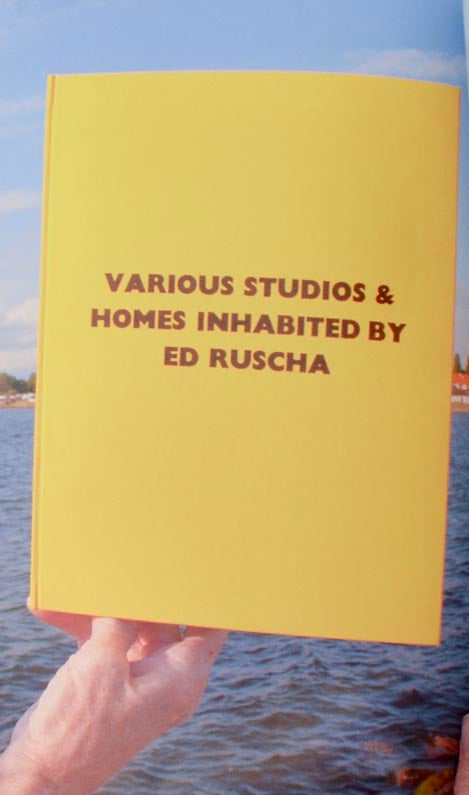 VARIOUS STUDIOS &
HOMES INHABITED BY
ED RUSCHA